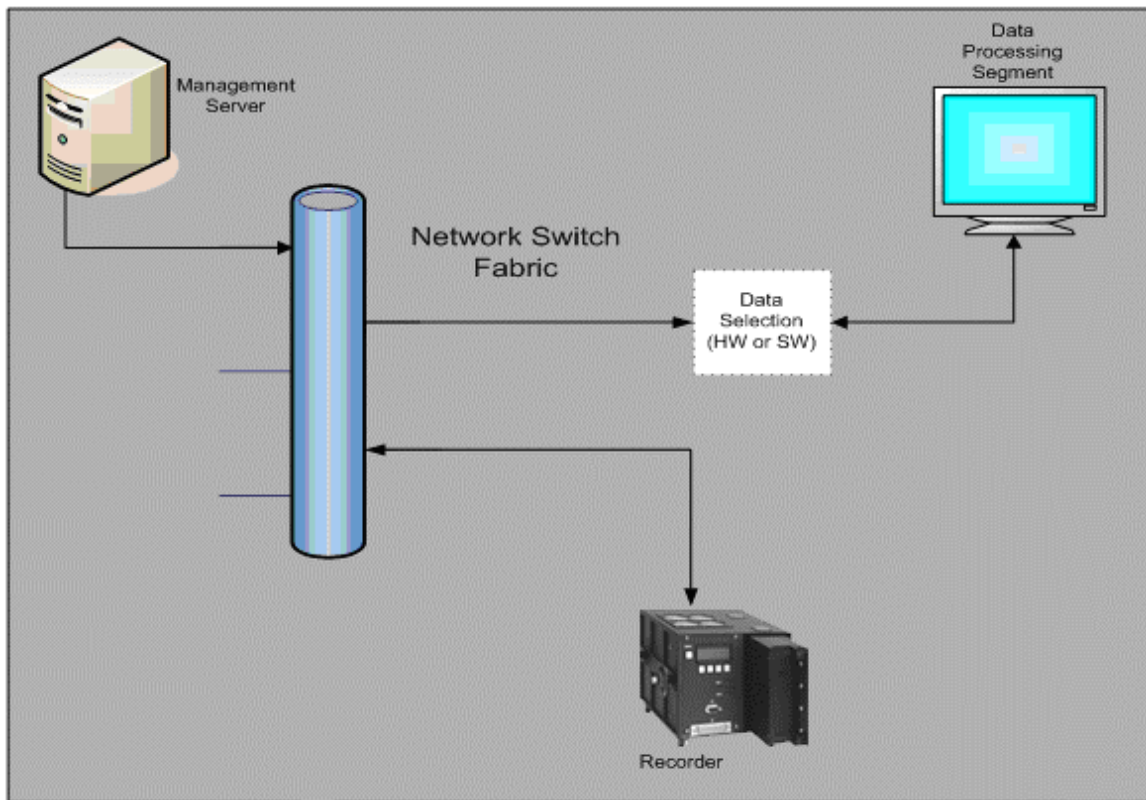 Management
Server
Data
Processing
Segment
Network Switch
Fabric
Data
Selection
(HW or SW)
Recorder